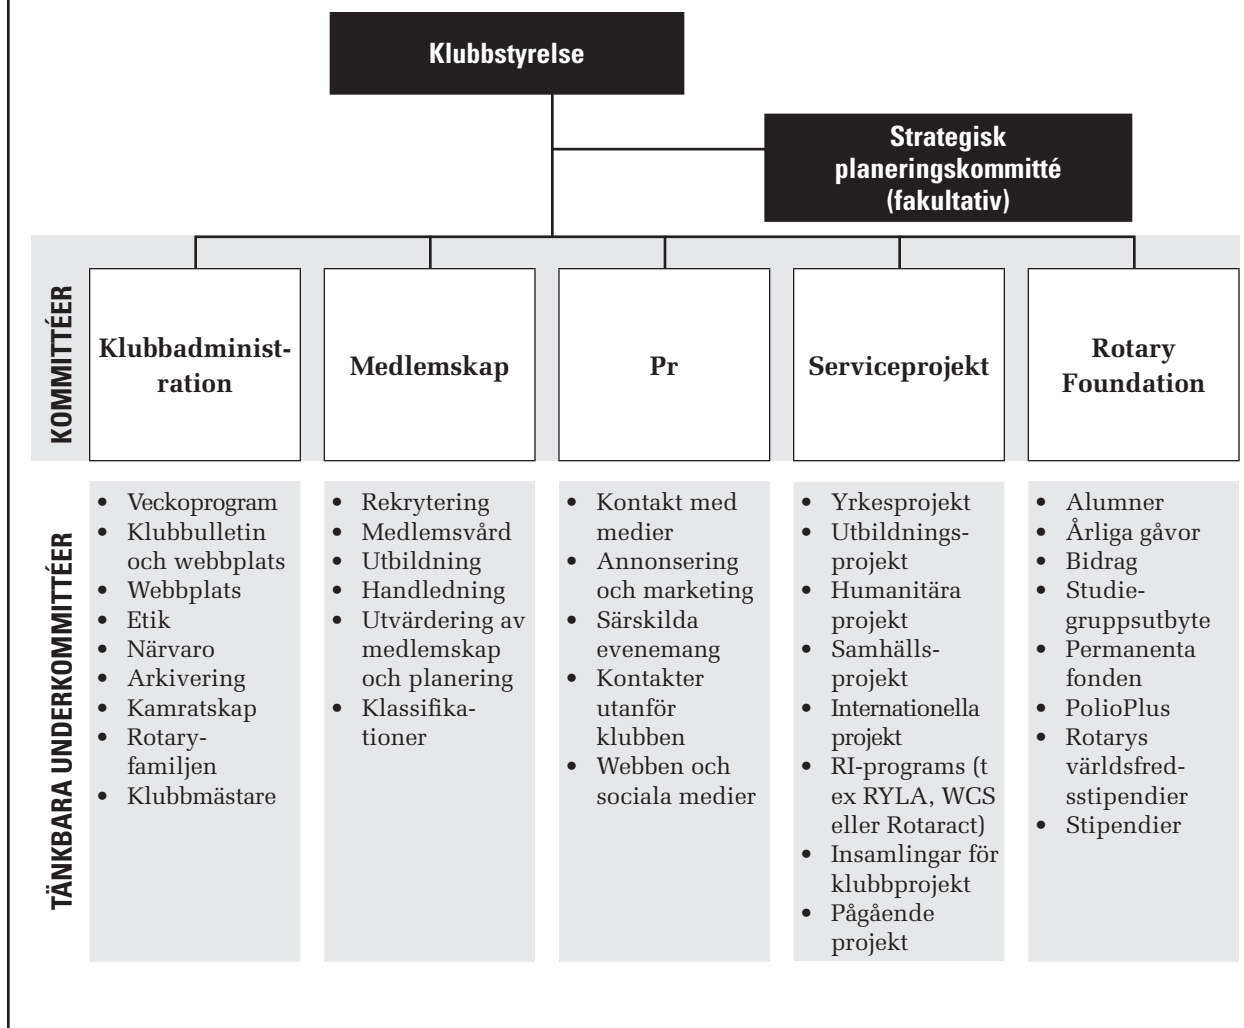 Klubbstyrelse
Strategisk
planeringskommitté
(fakultativ)
KOMMITTÉER
Klubbadminist-
ration
Medlemskap
Pr
Serviceprojekt
Rotary
Foundation
TÄNKBARA UNDERKOMMITTÉER
• Veckoprogram
• Klubbulletin
och webbplats
• Webbplats
• Etik
• Närvaro
• Arkivering
• Kamratskap
• Rotary-
familjen
• Klubbmästare
• Rekrytering
• Medlemsvård
• Utbildning
• Handledning
• Utvärdering av
medlemskap
och planering
• Klassifika-
tioner
• Kontakt med
medier
• Annonsering
och marketing
• Särskilda
evenemang
• Kontakter
utanför
klubben
• Webben och
sociala medier
• Yrkesprojekt
• Utbildnings-
projekt
• Humanitära
projekt
• Samhälls-
projekt
• Internationella
projekt
• RI-programs (t
ex RYLA, WCS
eller Rotaract)
• Insamlingar för
klubbprojekt
• Pågående
projekt
• Alumner
• Årliga gåvor
• Bidrag
• Studie-
gruppsutbyte
• Permanenta
fonden
• PolioPlus
• Rotarys
världsfred-
sstipendier
• Stipendier